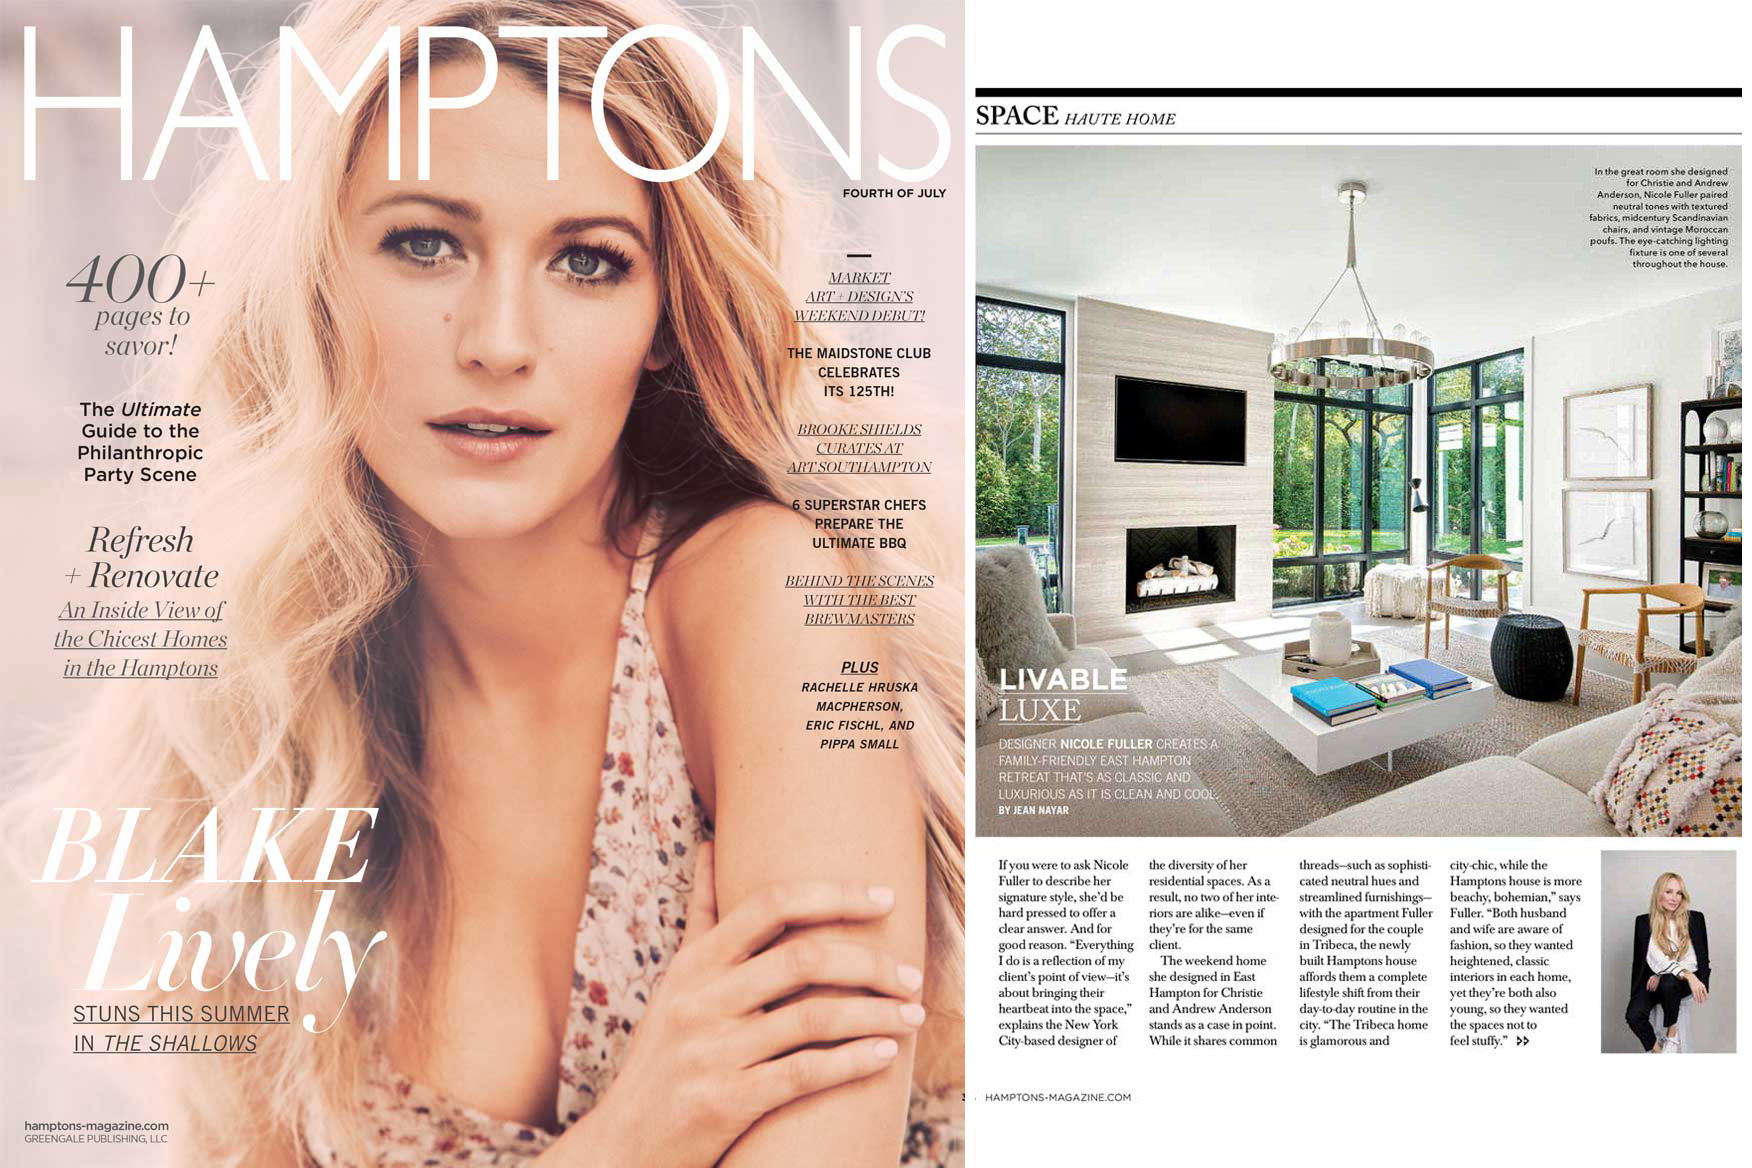 HAMPTONS
FOURTH OF JULY
400+
pages to
savor!
The Ultimate
Guide to the
Philanthropic
Party Scene
Refresh
+ Renovate
An Inside View of
the Chicest Homes
in the Hamptons
MARKET
ART + DESIGN'S
WEEKEND DEBUT!
THE MAIDSTONE CLUB
CELEBRATES
ITS 125TH!
BROOKE SHIELDS
CURATES AT
ART SOUTHAMPTON
6 SUPERSTAR CHEFS
PREPARE THE
ULTIMATE BBQ
BEHIND THE SCENES
WITH THE BEST
BREWMASTERS
PLUS
RACHELLE HRUSKA
MACPHERSON,
ERIC FISCHL, AND
PIPPA SMALL
BLAKE
Lively
STUNS THIS SUMMER
IN THE SHALLOWS
hamptons-magazine.com
GREENGALE PUBLISHING, LLC
SPACE HAUTE HOME
In the great room she designed
for Christie and Andrew
Anderson, Nicole Fuller paired
neutral tones with textured
fabrics, midcentury Scandinavian
chairs, and vintage Moroccan
poufs. The eye-catching lighting
fixture is one of several
throughout the house.
LIVABLE
LUXE
DESIGNER NICOLE FULLER CREATES A
FAMILY-FRIENDLY EAST HAMPTON
RETREAT THAT'S AS CLASSIC AND
LUXURIOUS AS IT IS CLEAN AND COOL.
BY JEAN NAYAR
If you were to ask Nicole
Fuller to describe her
signature style, she'd be
hard pressed to offer a
clear answer. And for
good reason. "Everything
I do is a reflection of my
client's point of view—it's
about bringing their
heartbeat into the space,"
explains the New York
City-based designer of
the diversity of her
residential spaces. As a
result, no two of her inte-
riors are alike—even if
they're for the same
client.
The weekend home
she designed in East
Hampton for Christie
and Andrew Anderson
stands as a case in point.
While it shares common
threads—such as sophisti-
cated neutral hues and
streamlined furnishings—
with the apartment Fuller
designed for the couple
in Tribeca, the newly
built Hamptons house
affords them a complete
lifestyle shift from their
day-to-day routine in the
city. "The Tribeca home
is glamorous and
city-chic, while the
Hamptons house is more
beachy, bohemian," says
Fuller. "Both husband
and wife are aware of
fashion, so they wanted
heightened, classic
interiors in each home,
yet they're both also
young, so they wanted
the spaces not to
feel stuffy."
HAMPTONS-MAGAZINE.COM